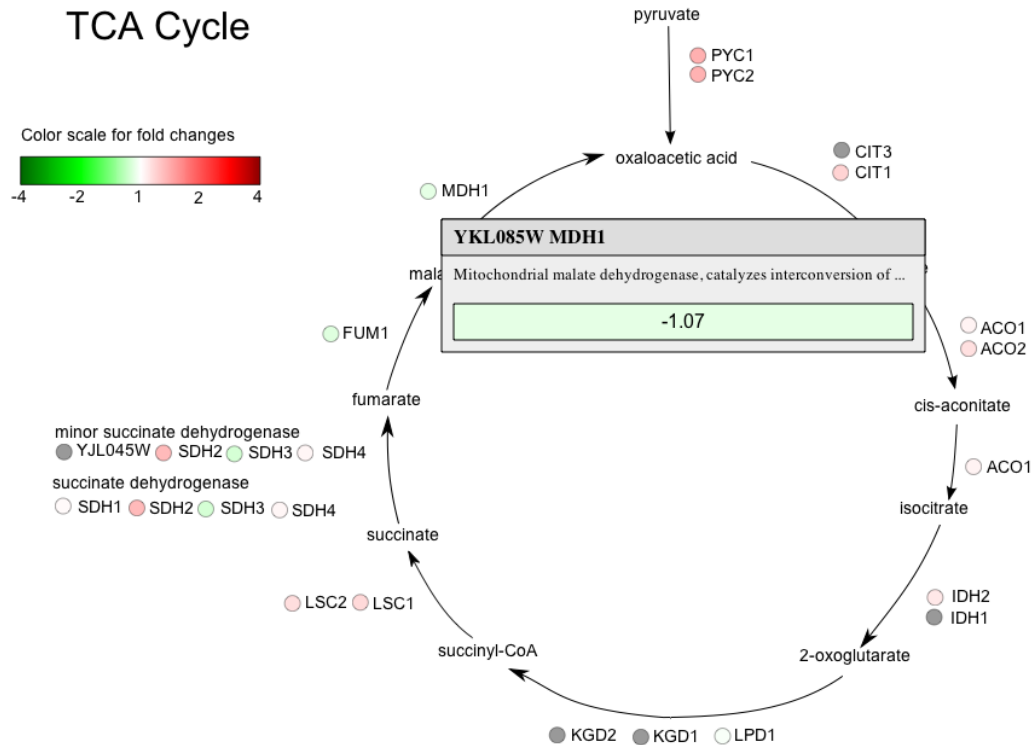 TCA Cycle
pyruvate
PYC1
PYC2
Color scale for fold changes
-4 -2 1 2 4
oxaloacetic acid
CIT3
CIT1
MDH1
YKL085W MDH1
Mitochondrial malate dehydrogenase, catalyzes interconversion of ...
-1.07
FUM1
ACO1
ACO2
fumarate
cis-aconitate
minor succinate dehydrogenase
YJL045W SDH2 SDH3 SDH4
ACO1
succinate dehydrogenase
SDH1 SDH2 SDH3 SDH4
isocitrate
succinate
LSC2 LSC1
IDH2
IDH1
succinyl-CoA
2-oxoglutarate
KGD2 KGD1 LPD1